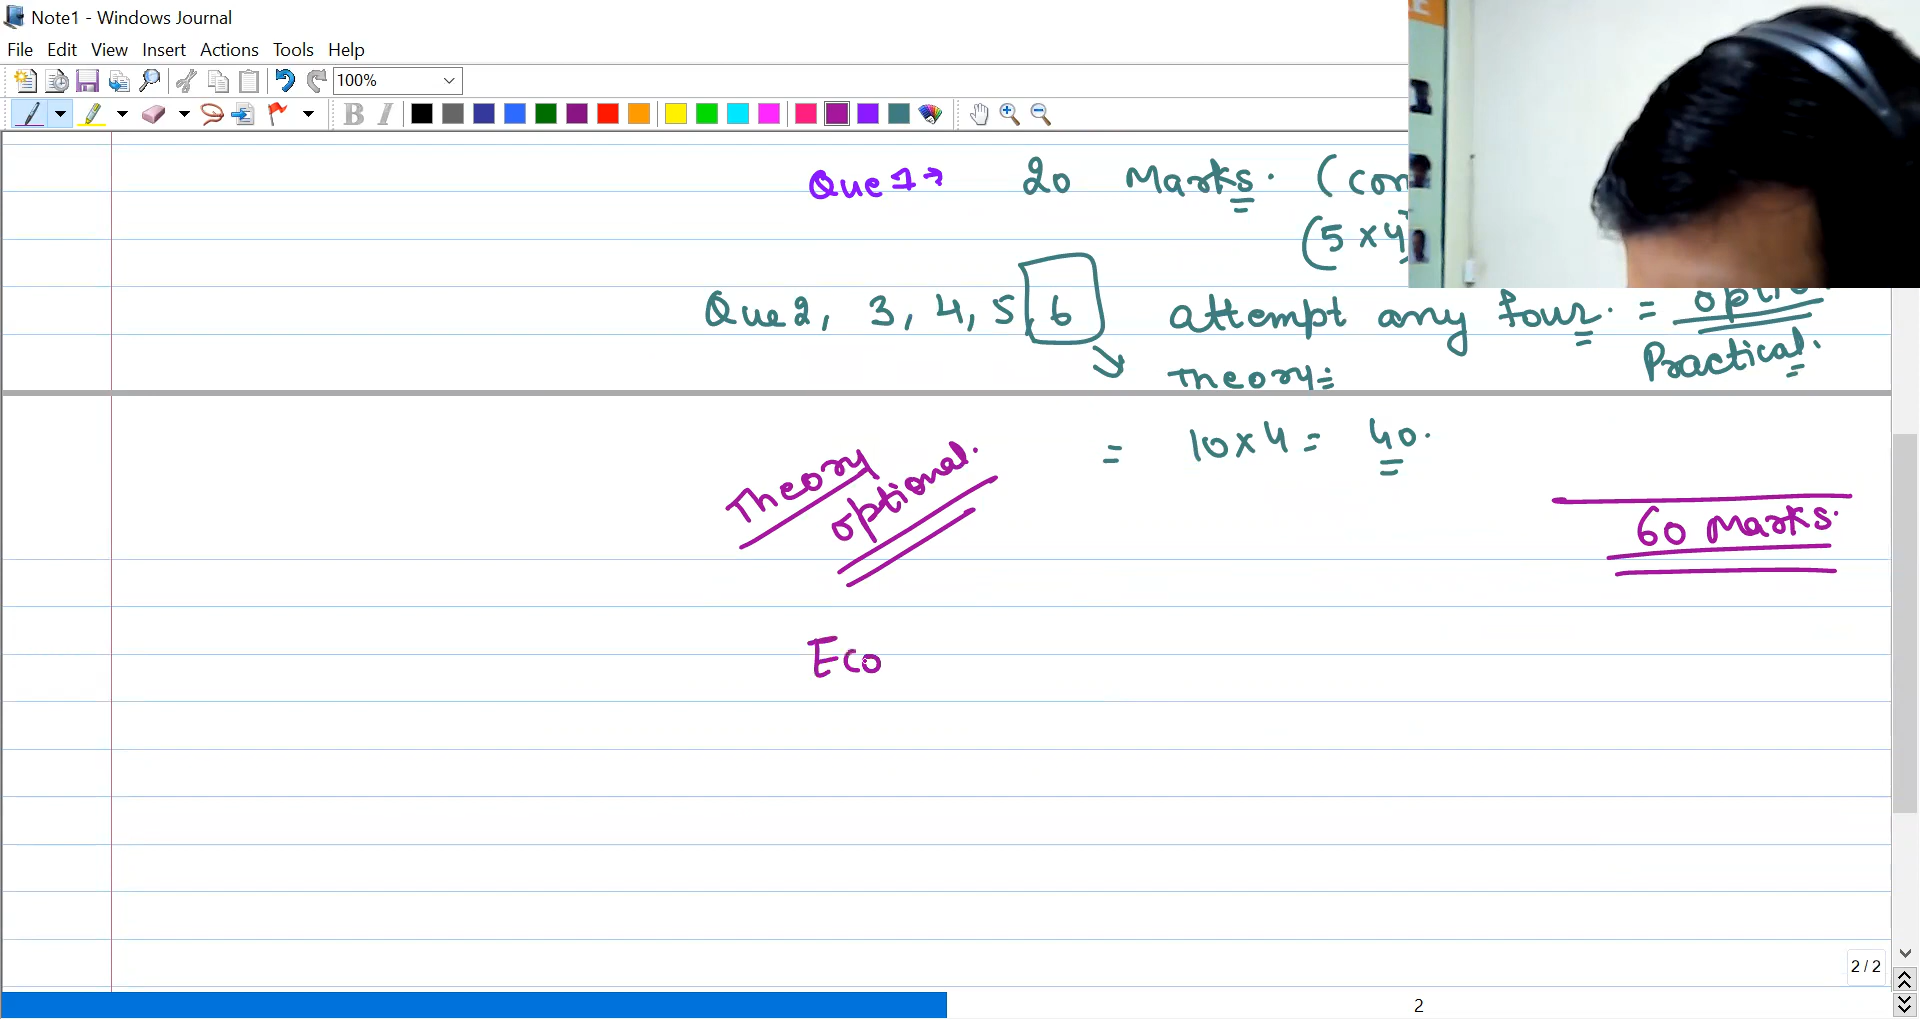 Note1 - Windows Journal
File Edit View Insert Actions Tools Help
100%
B I
Que 1→ 20 Marks. (Com
(5 x 4)
Que 2, 3, 4, 5, 6 attempt any four. = optio
Theory = Practical.
= 10 x 4 = 40.
Theory
optional.
60 Marks.
Eco
2 / 2
2